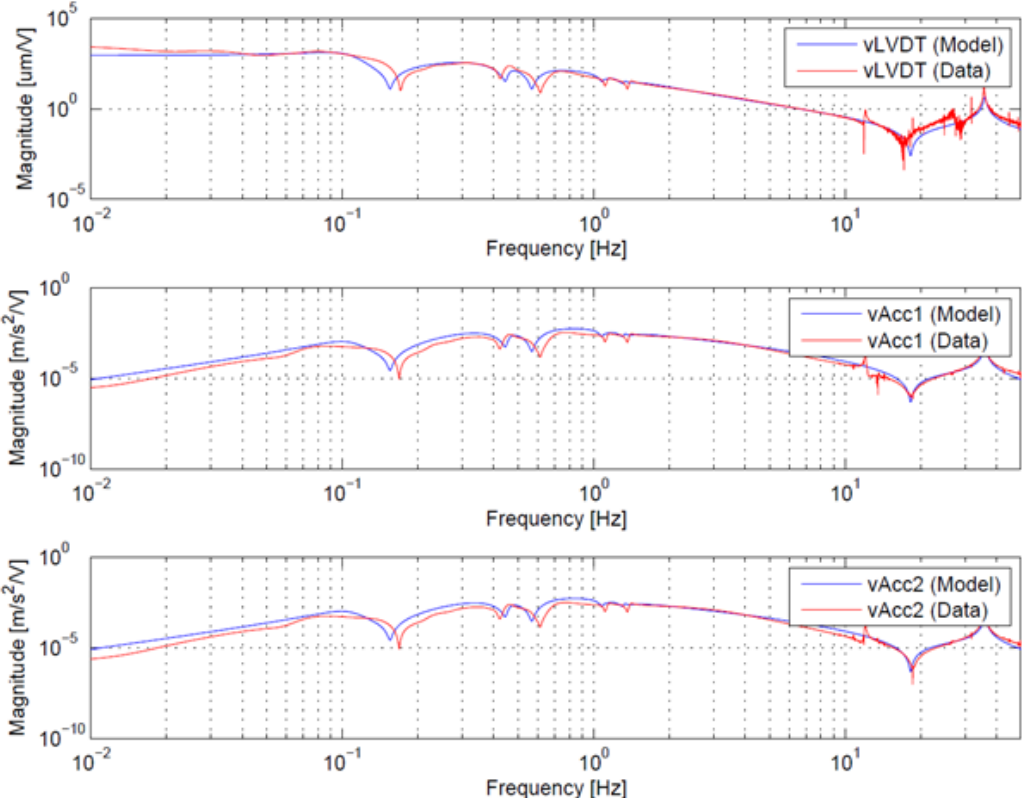 10^5
10^0
10^-5
Magnitude [um/V]
vLVDT (Model)
vLVDT (Data)
10^-2 10^-1 10^0 10^1
Frequency [Hz]
10^0
10^-5
10^-10
Magnitude [m/s^2/V]
vAcc1 (Model)
vAcc1 (Data)
10^-2 10^-1 10^0 10^1
Frequency [Hz]
10^0
10^-5
10^-10
Magnitude [m/s^2/V]
vAcc2 (Model)
vAcc2 (Data)
10^-2 10^-1 10^0 10^1
Frequency [Hz]